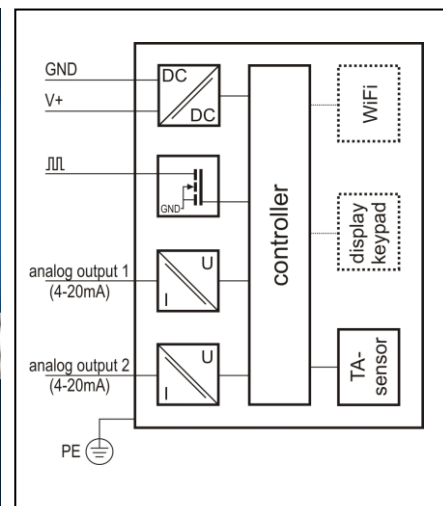 GND
V+
DC
DC
GND
analog output 1
(4-20mA)
U
I
analog output 2
(4-20mA)
U
I
PE
controller
WiFi
display
keypad
TA-
sensor